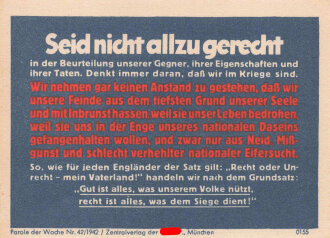 Seid nicht allzu gerecht
in der Beurteilung unserer Gegner, ihrer Eigenschaften und
ihrer Taten. Denkt immer daran, daß wir im Kriege sind.
Wir nehmen gar keinen Anstand zu gestehen, daß wir
unsere Feinde aus dem tiefsten Grund unserer Seele
und mit Inbrunst hassen, weil sie unser Leben bedrohen,
weil sie uns in der Enge unseres nationalen Daseins
gefangenhalten wollen, und zwar nur aus Neid, Miß-
gunst und schlecht verhehlter nationaler Eifersucht.
So, wie für jeden Engländer der Satz gilt: „Recht oder Un-
recht – mein Vaterland!" handeln wir nach dem Grundsatz:
„Gut ist alles, was unserem Volke nützt,
recht ist alles, was dem Siege dient!"
Parole der Woche Nr. 42/1942 / Zentralverlag der ., München
0155